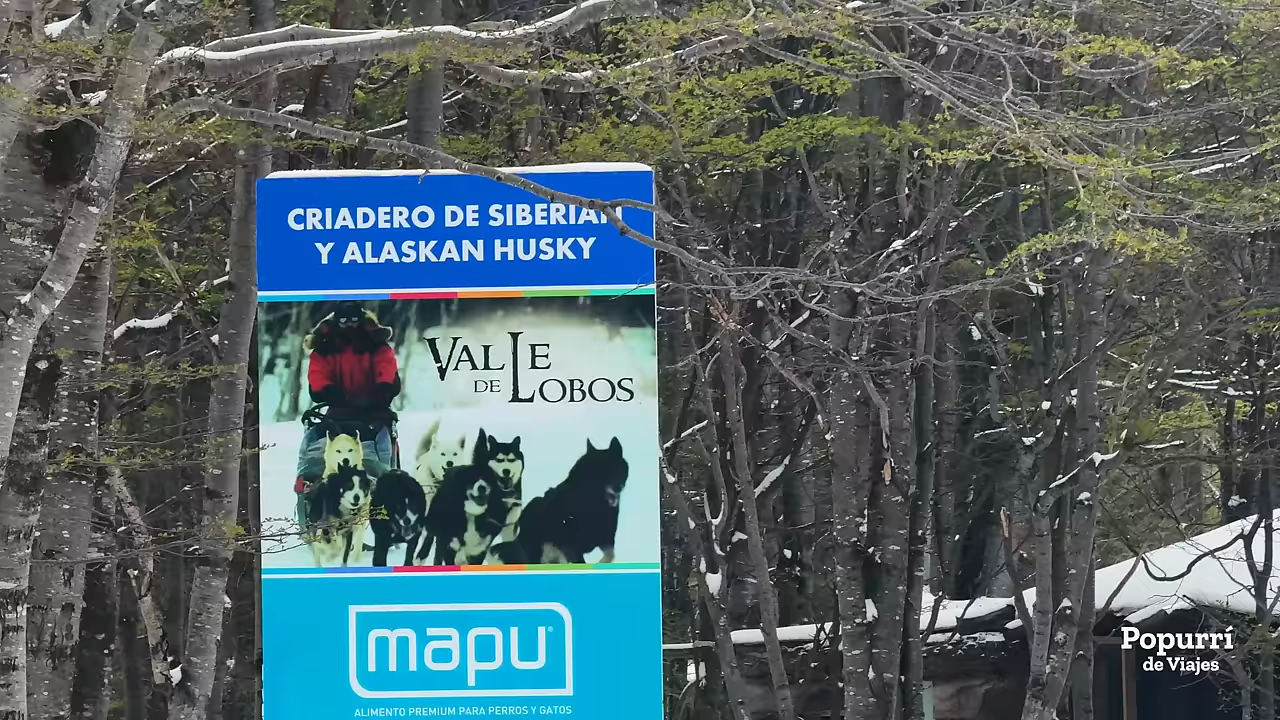 CRIADERO DE SIBERIAN
Y ALASKAN HUSKY
VALLE
DE LOBOS
mapu®
ALIMENTO PREMIUM PARA PERROS Y GATOS
Popurrí
de Viajes